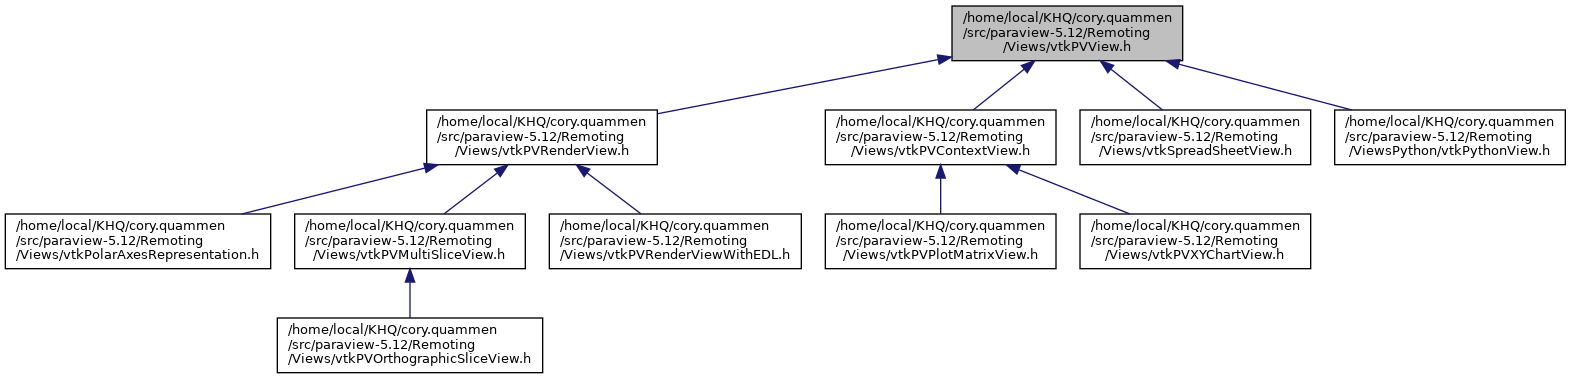 /home/local/KHQ/cory.quammen
/src/paraview-5.12/Remoting
/Views/vtkPVView.h
/home/local/KHQ/cory.quammen
/src/paraview-5.12/Remoting
/Views/vtkPVRenderView.h
/home/local/KHQ/cory.quammen
/src/paraview-5.12/Remoting
/Views/vtkPVContextView.h
/home/local/KHQ/cory.quammen
/src/paraview-5.12/Remoting
/Views/vtkSpreadSheetView.h
/home/local/KHQ/cory.quammen
/src/paraview-5.12/Remoting
/ViewsPython/vtkPythonView.h
/home/local/KHQ/cory.quammen
/src/paraview-5.12/Remoting
/Views/vtkPolarAxesRepresentation.h
/home/local/KHQ/cory.quammen
/src/paraview-5.12/Remoting
/Views/vtkPVMultiSliceView.h
/home/local/KHQ/cory.quammen
/src/paraview-5.12/Remoting
/Views/vtkPVRenderViewWithEDL.h
/home/local/KHQ/cory.quammen
/src/paraview-5.12/Remoting
/Views/vtkPVPlotMatrixView.h
/home/local/KHQ/cory.quammen
/src/paraview-5.12/Remoting
/Views/vtkPVXYChartView.h
/home/local/KHQ/cory.quammen
/src/paraview-5.12/Remoting
/Views/vtkPVOrthographicSliceView.h